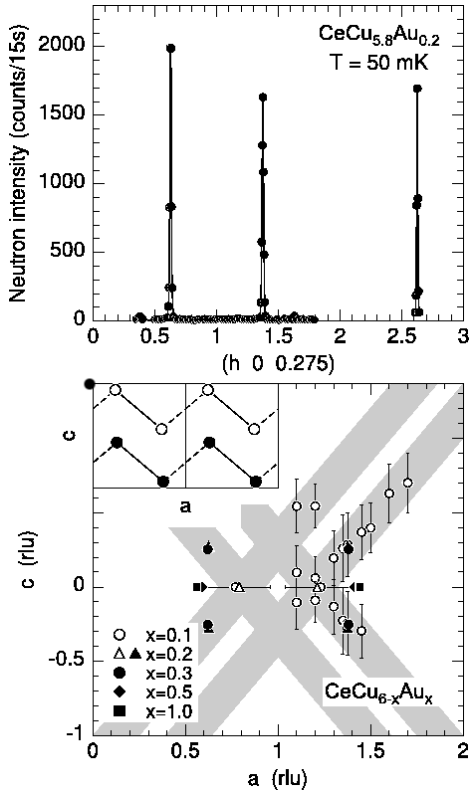 CeCu5.8Au0.2
T = 50 mK
Neutron intensity (counts/15s)
2000
1500
1000
500
0
0 0.5 1 1.5 2 2.5 3
(h 0 0.275)
c
a
c (rlu)
0
-0.5
-1
x=0.1
x=0.2
x=0.3
x=0.5
x=1.0
CeCu6-xAux
0 0.5 1 1.5 2
a (rlu)